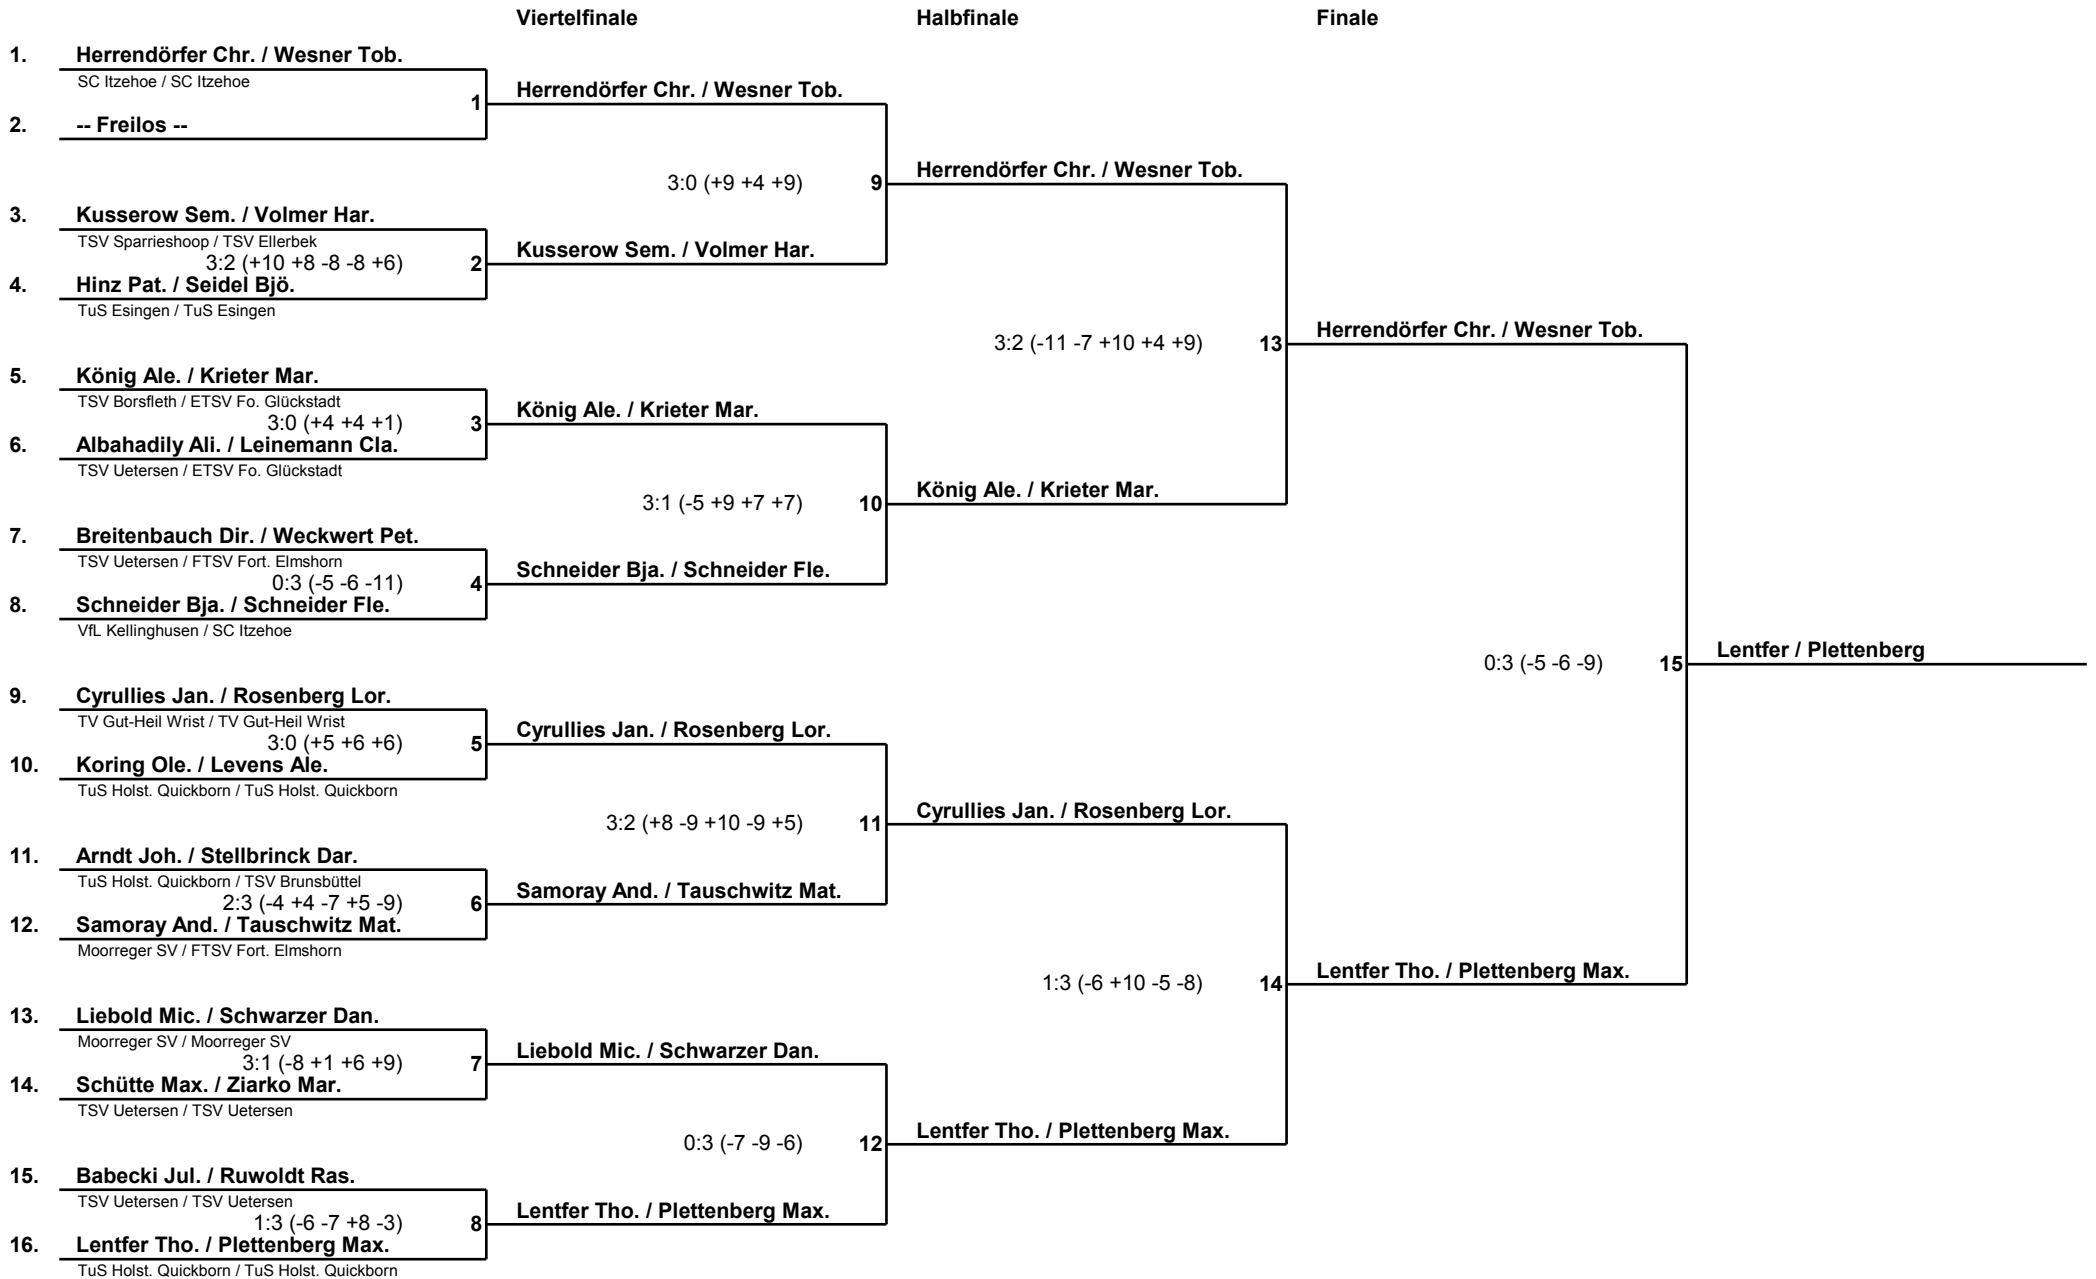 Viertelfinale Halbfinale Finale
1. Herrendörfer Chr. / Wesner Tob.
SC Itzehoe / SC Itzehoe
1 Herrendörfer Chr. / Wesner Tob.
2. -- Freilos --
3:0 (+9 +4 +9) 9 Herrendörfer Chr. / Wesner Tob.
3. Kusserow Sem. / Volmer Har.
TSV Sparrieshoop / TSV Ellerbek
3:2 (+10 +8 -8 -8 +6) 2 Kusserow Sem. / Volmer Har.
4. Hinz Pat. / Seidel Bjö.
TuS Esingen / TuS Esingen
3:2 (-11 -7 +10 +4 +9) 13 Herrendörfer Chr. / Wesner Tob.
5. König Ale. / Krieter Mar.
TSV Borsfleth / ETSV Fo. Glückstadt
3:0 (+4 +4 +1) 3 König Ale. / Krieter Mar.
6. Albahadily Ali. / Leinemann Cla.
TSV Uetersen / ETSV Fo. Glückstadt
3:1 (-5 +9 +7 +7) 10 König Ale. / Krieter Mar.
7. Breitenbauch Dir. / Weckwert Pet.
TSV Uetersen / FTSV Fort. Elmshorn
0:3 (-5 -6 -11) 4 Schneider Bja. / Schneider Fle.
8. Schneider Bja. / Schneider Fle.
VfL Kellinghusen / SC Itzehoe
0:3 (-5 -6 -9) 15 Lentfer / Plettenberg
9. Cyrullies Jan. / Rosenberg Lor.
TV Gut-Heil Wrist / TV Gut-Heil Wrist
3:0 (+5 +6 +6) 5 Cyrullies Jan. / Rosenberg Lor.
10. Koring Ole. / Levens Ale.
TuS Holst. Quickborn / TuS Holst. Quickborn
3:2 (+8 -9 +10 -9 +5) 11 Cyrullies Jan. / Rosenberg Lor.
11. Arndt Joh. / Stellbrinck Dar.
TuS Holst. Quickborn / TSV Brunsbüttel
2:3 (-4 +4 -7 +5 -9) 6 Samoray And. / Tauschwitz Mat.
12. Samoray And. / Tauschwitz Mat.
Moorreger SV / FTSV Fort. Elmshorn
1:3 (-6 +10 -5 -8) 14 Lentfer Tho. / Plettenberg Max.
13. Liebold Mic. / Schwarzer Dan.
Moorreger SV / Moorreger SV
3:1 (-8 +1 +6 +9) 7 Liebold Mic. / Schwarzer Dan.
14. Schütte Max. / Ziarko Mar.
TSV Uetersen / TSV Uetersen
0:3 (-7 -9 -6) 12 Lentfer Tho. / Plettenberg Max.
15. Babecki Jul. / Ruwoldt Ras.
TSV Uetersen / TSV Uetersen
1:3 (-6 -7 +8 -3) 8 Lentfer Tho. / Plettenberg Max.
16. Lentfer Tho. / Plettenberg Max.
TuS Holst. Quickborn / TuS Holst. Quickborn